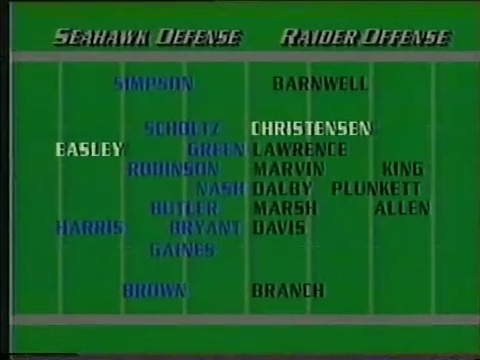 SEAHAWK DEFENSE RAIDER OFFENSE
SIMPSON BARNWELL
SCHOLTZ CHRISTENSEN
EASLEY GREEN LAWRENCE
ROBINSON MARVIN KING
NASH DALBY PLUNKETT
BUTLER MARSH ALLEN
HARRIS BRYANT DAVIS
GAINES
BROWN BRANCH